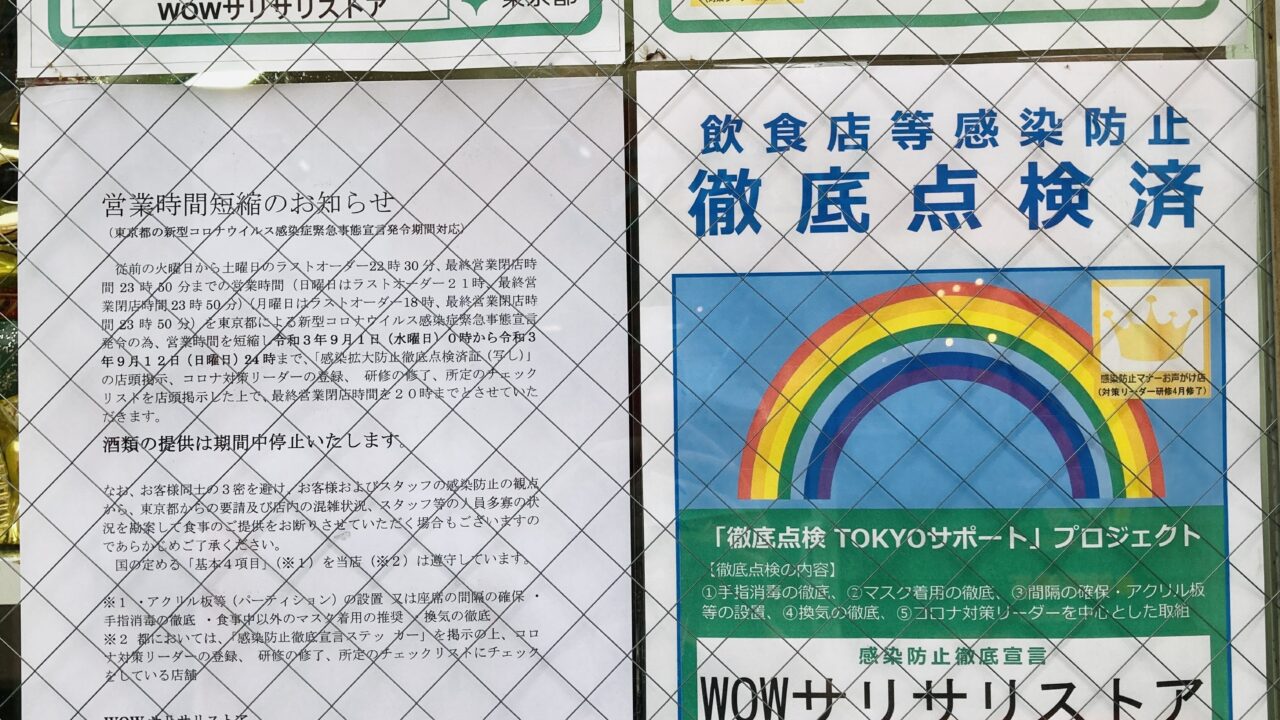 WOWサリサリストア
東京都
営業時間短縮のお知らせ
（東京都の新型コロナウイルス感染症緊急事態宣言発令期間対応）
従前の火曜日から土曜日のラストオーダー22時30分、最終営業閉店時
間23時50分までの営業時間（日曜日はラストオーダー２１時、最終営
業閉店時間23時50分）（月曜日はラストオーダー18時、最終営業閉店時
間23時50分）を東京都による新型コロナウイルス感染症緊急事態宣言
発令の為、営業時間を短縮し令和３年９月１日（水曜日）０時から令和３
年９月１２日（日曜日）24時まで、「感染拡大防止徹底点検済証（写し）」
の店頭掲示、コロナ対策リーダーの登録、 研修の修了、所定のチェック
リストを店頭掲示した上で、最終営業閉店時間を２０時までとさせていた
だきます。
酒類の提供は期間中停止いたします。
なお、お客様同士の３密を避け、お客様およびスタッフの感染防止の観点
から、東京都からの要請及び店内の混雑状況、スタッフ等の人員多寡の状
況を勘案して食事のご提供をお断りさせていただく場合もございますの
であらかじめご了承ください。
国の定める「基本４項目」（※１）を当店（※２）は遵守しています。
※１ ・アクリル板等（パーティション）の設置 又は座席の間隔の確保 ・
手指消毒の徹底 ・食事中以外のマスク着用の推奨 ・換気の徹底
※２ 都においては、「感染防止徹底宣言ステッ カー」を掲示の上、コロ
ナ対策リーダーの登録、 研修の修了、所定のチェックリストにチェック
をしている店舗
WOWサリサリストア
飲食店等感染防止
徹底点検済
感染防止マナーお声がけ店
（対策リーダー研修4月修了）
「徹底点検 TOKYOサポート」プロジェクト
【徹底点検の内容】
①手指消毒の徹底、②マスク着用の徹底、③間隔の確保・アクリル板
等の設置、④換気の徹底、⑤コロナ対策リーダーを中心とした取組
感染防止徹底宣言
WOWサリサリストア